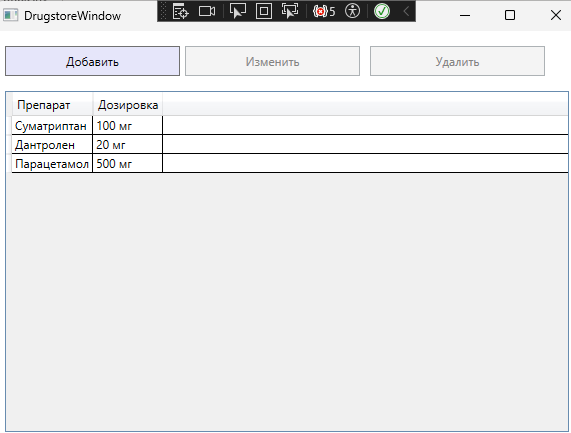 DrugstoreWindow
5
Добавить Изменить Удалить
Препарат Дозировка
Суматриптан 100 мг
Дантролен 20 мг
Парацетамол 500 мг